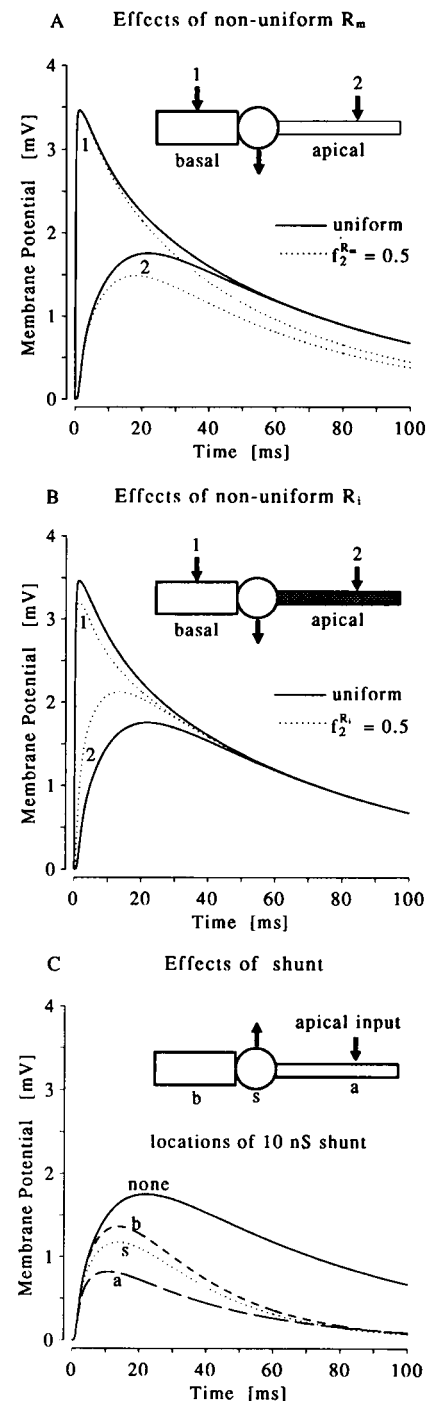 A Effects of non-uniform Rₘ
4
3
2
1
0
Membrane Potential [mV]
1
2
basal
apical
uniform
f₂^Rₘ = 0.5
1
2
0 20 40 60 80 100
Time [ms]
B Effects of non-uniform Rᵢ
4
3
2
1
0
Membrane Potential [mV]
1
2
basal
apical
uniform
f₂^Rᵢ = 0.5
1
2
0 20 40 60 80 100
Time [ms]
C Effects of shunt
4
3
2
1
0
Membrane Potential [mV]
apical input
b
s
a
locations of 10 nS shunt
none
b
s
a
0 20 40 60 80 100
Time [ms]